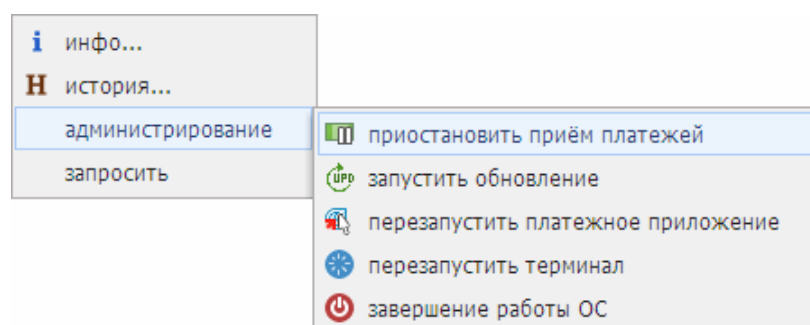 инфо...
история...
администрирование
запросить
приостановить приём платежей
запустить обновление
перезапустить платежное приложение
перезапустить терминал
завершение работы ОС